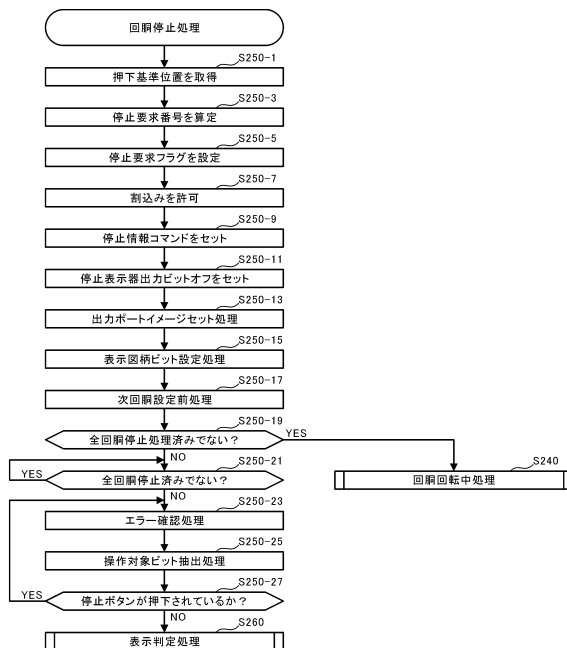 回胴停止処理
S250-1
押下基準位置を取得
S250-3
停止要求番号を算定
S250-5
停止要求フラグを設定
S250-7
割込みを許可
S250-9
停止情報コマンドをセット
S250-11
停止表示器出力ビットオフをセット
S250-13
出力ポートイメージセット処理
S250-15
表示図柄ビット設定処理
S250-17
次回胴設定前処理
S250-19
全回胴停止処理済みでない？
YES
NO
S240
回胴回転中処理
S250-21
全回胴停止済みでない？
YES
NO
S250-23
エラー確認処理
S250-25
操作対象ビット抽出処理
S250-27
停止ボタンが押下されているか？
YES
NO
S260
表示判定処理